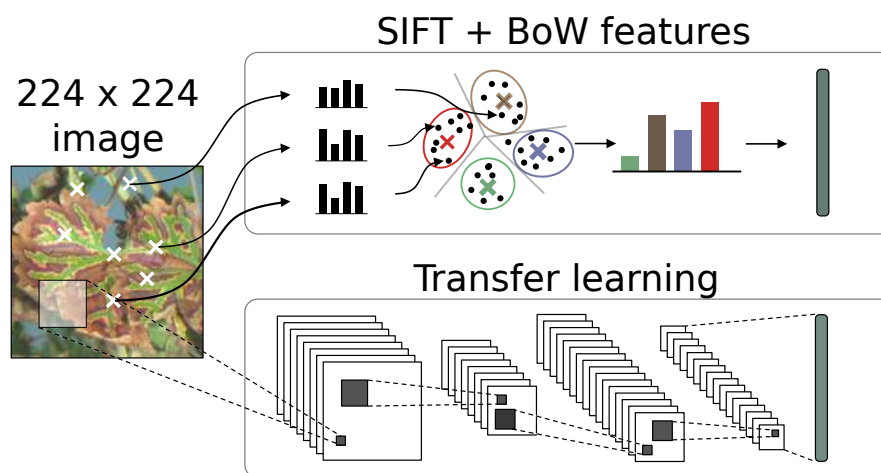 SIFT + BoW features
224 x 224
image
Transfer learning